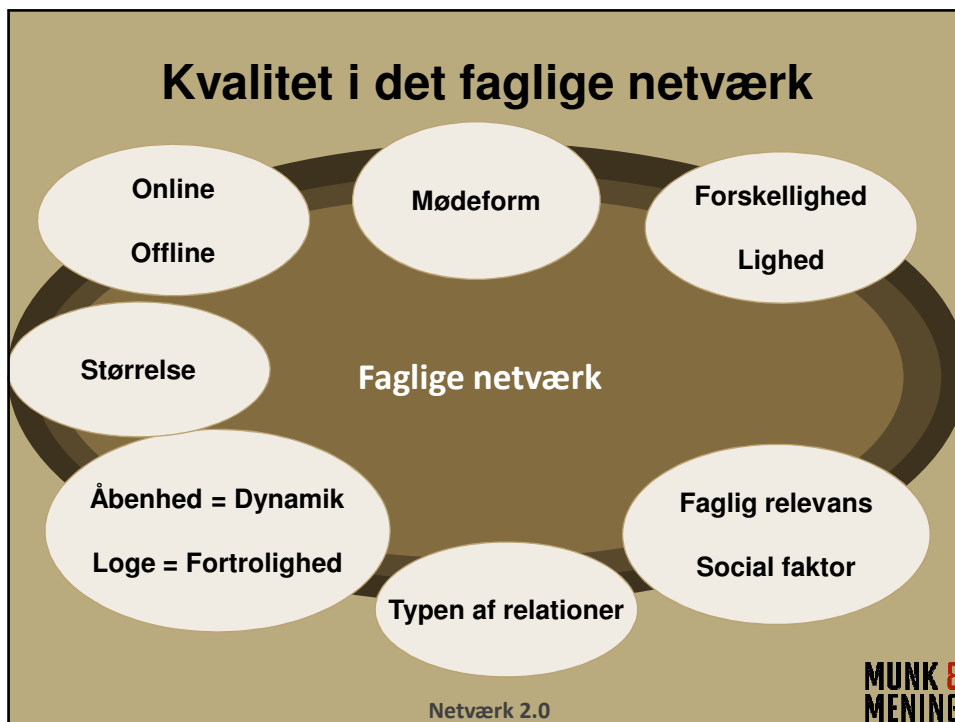 Kvalitet i det faglige netværk
Online
Offline
Mødeform
Forskellighed
Lighed
Størrelse
Faglige netværk
Åbenhed = Dynamik
Loge = Fortrolighed
Faglig relevans
Social faktor
Typen af relationer
Netværk 2.0
MUNK &
MENING